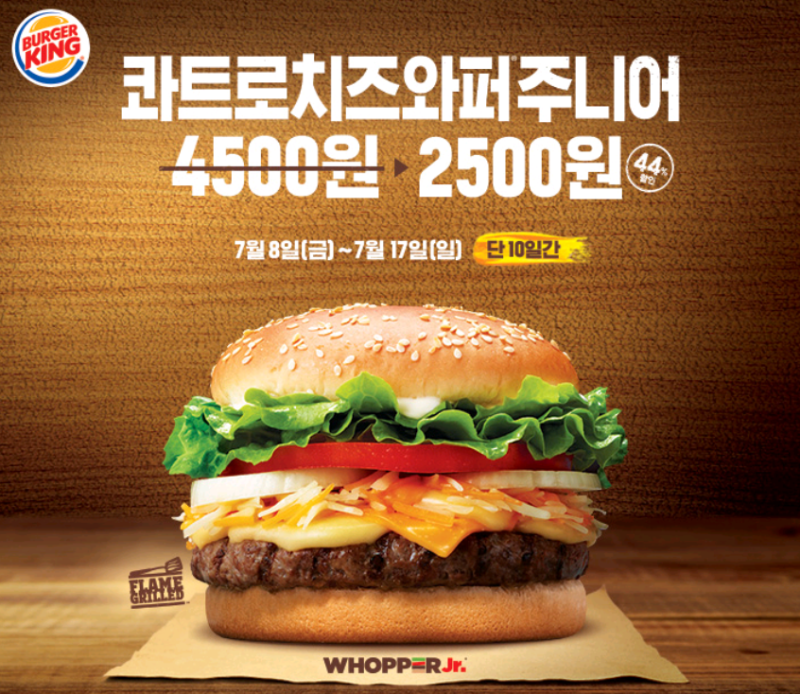 BURGER
KING
콰트로치즈와퍼주니어
4500원 ▸ 2500원 44% 할인
7월 8일(금) ~ 7월 17일(일) 단 10일간
FLAME
GRILLED
WHOPPER Jr.